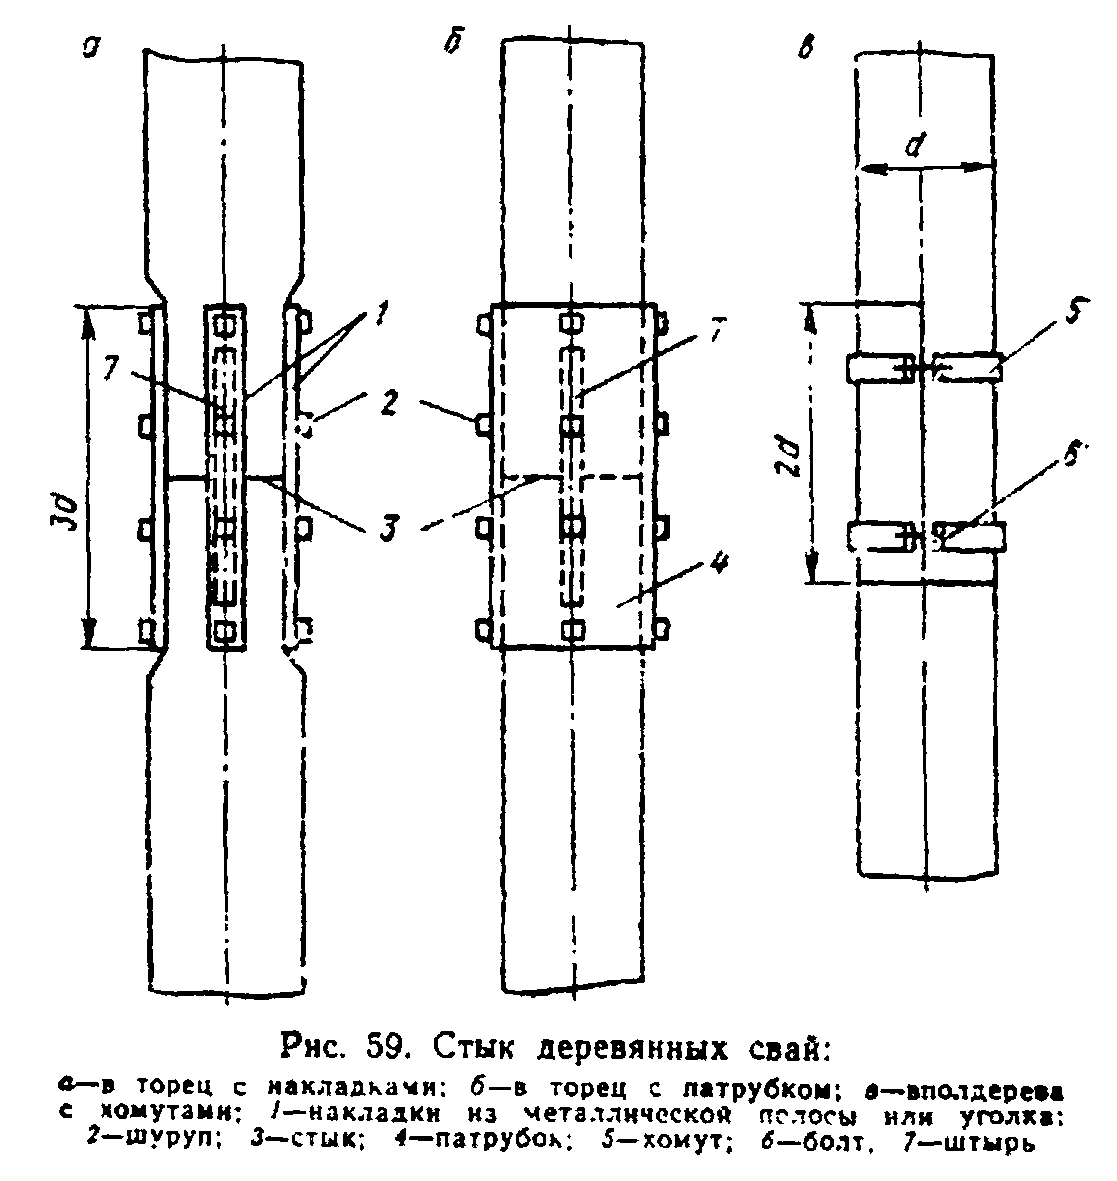 а б в
d
1
5
7 7
2
2d
6
3d
3
4
Рис. 59. Стык деревянных свай:
а—в торец с накладками; б—в торец с патрубком; в—вполдерева
с хомутами; 1—накладки из металлической полосы или уголка;
2—шуруп; 3—стык; 4—патрубок; 5—хомут; 6—болт, 7—штырь